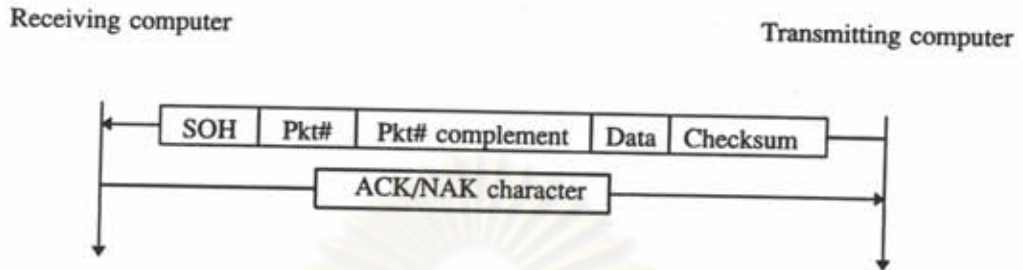 Receiving computer
Transmitting computer
SOH Pkt# Pkt# complement Data Checksum
ACK/NAK character